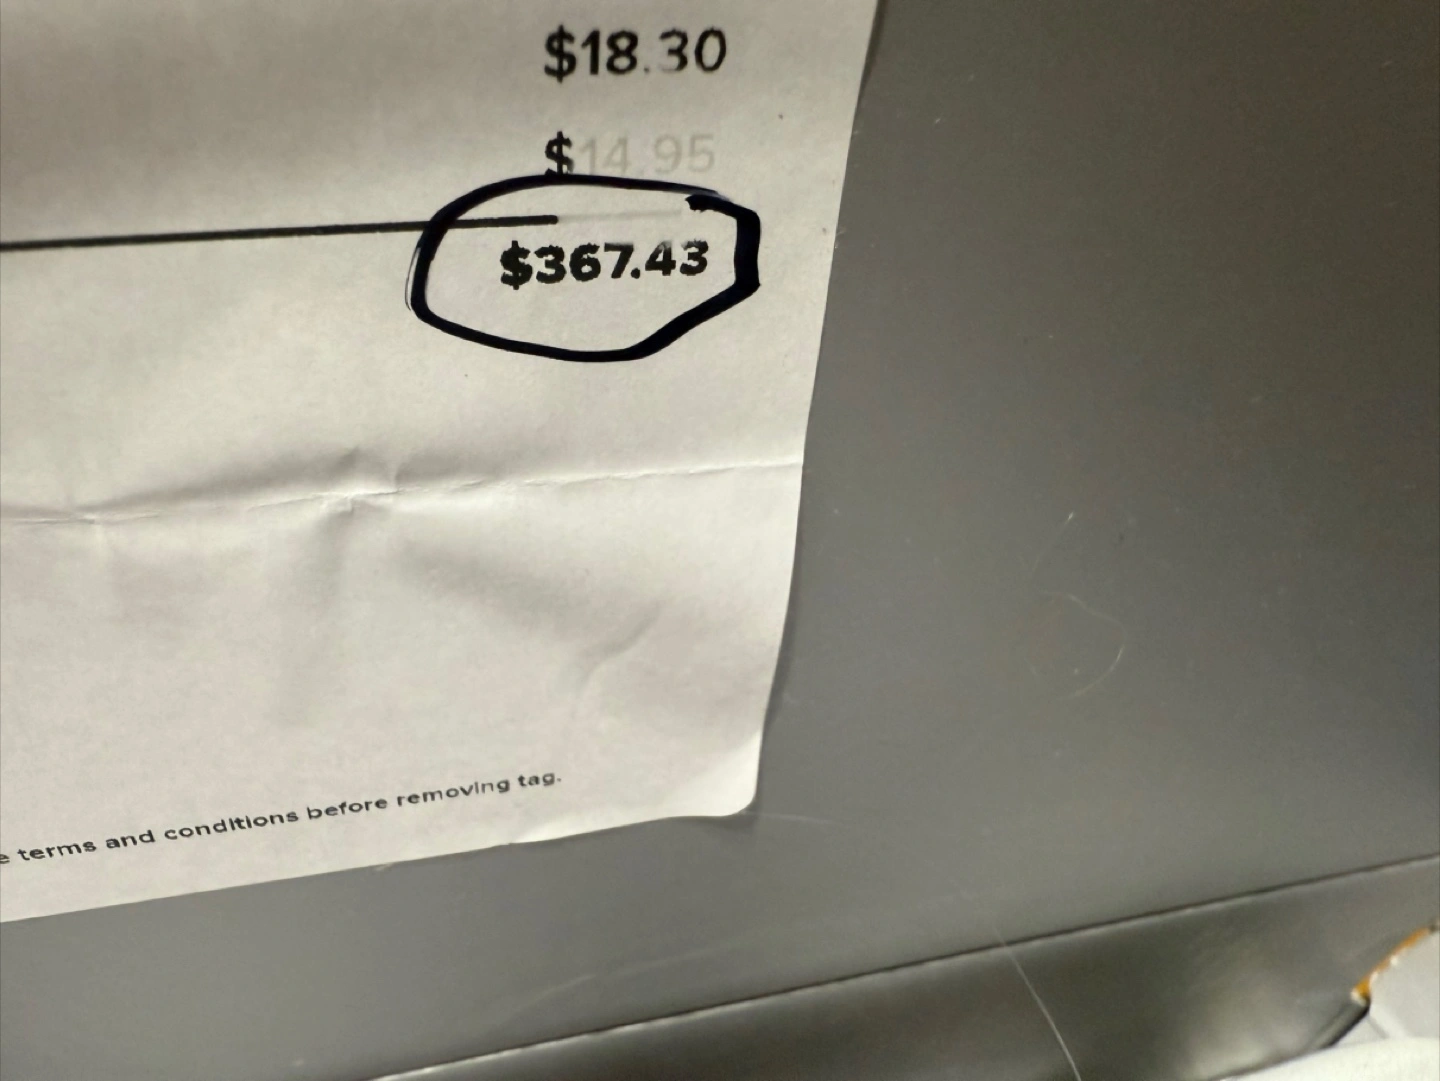 $18.30
$14.95
$367.43
terms and conditions before removing tag.